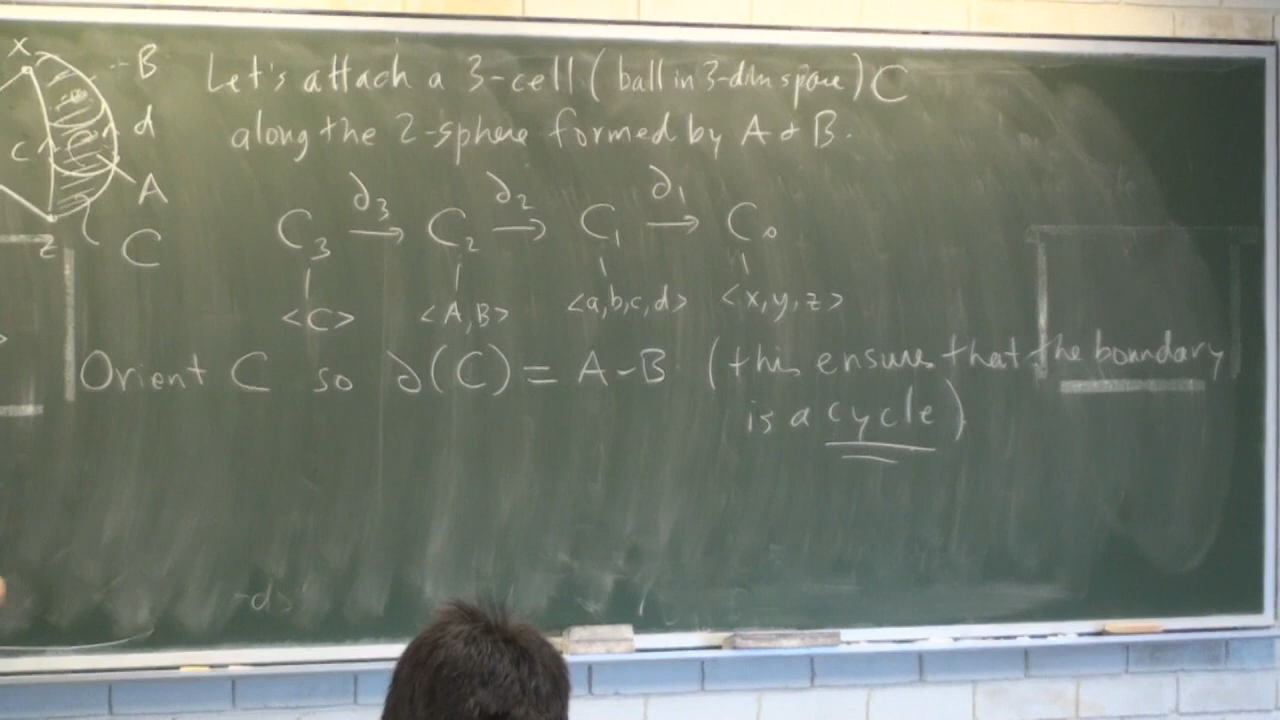 x
B
Let's attach a 3-cell (ball in 3-dim space) C
d
along the 2-sphere formed by A & B.
c
A
∂3 ∂2 ∂1
C3 → C2 → C1 → C0
z
C
<C> <A,B> <a,b,c,d> <x,y,z>
Orient C so ∂(C) = A-B (this ensures that the boundary
is a cycle)